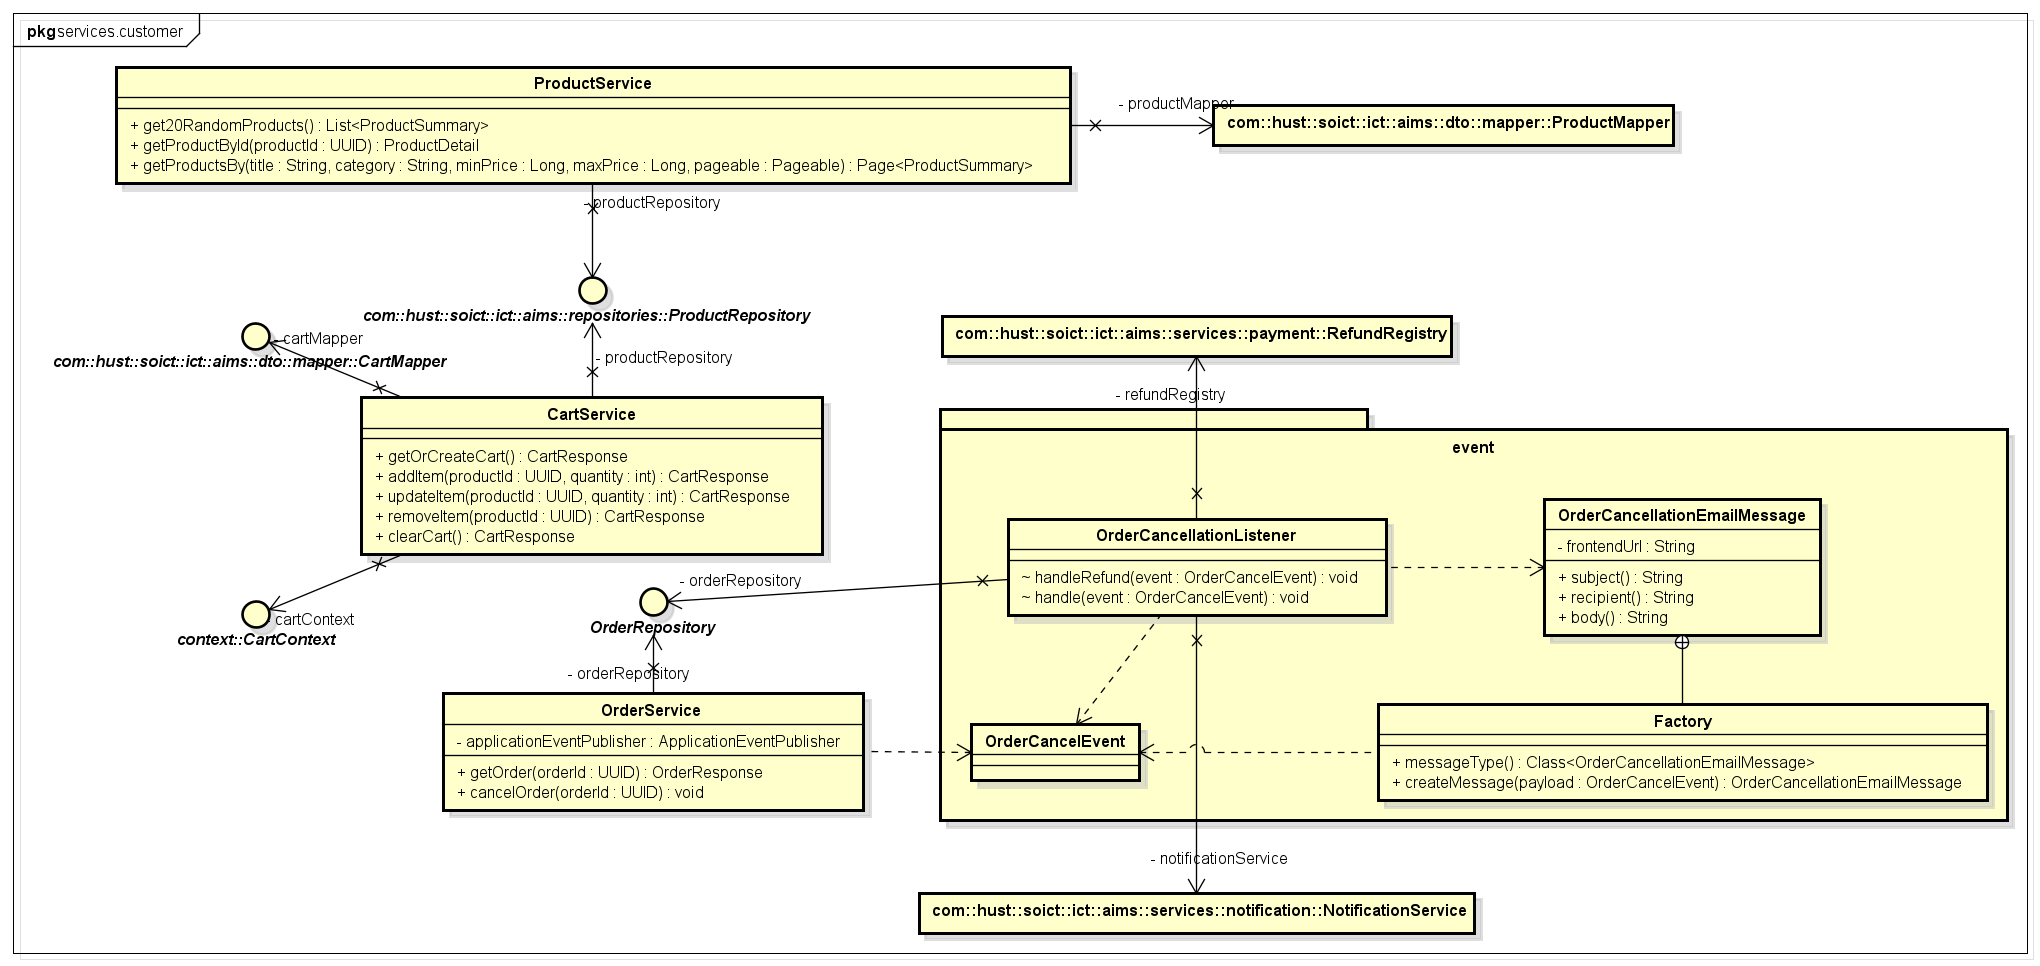 pkg services.customer
ProductService
+ get20RandomProducts() : List<ProductSummary>
+ getProductById(productId : UUID) : ProductDetail
+ getProductsBy(title : String, category : String, minPrice : Long, maxPrice : Long, pageable : Pageable) : Page<ProductSummary>
- productMapper
com::hust::soict::ict::aims::dto::mapper::ProductMapper
- productRepository
com::hust::soict::ict::aims::repositories::ProductRepository
- cartMapper
com::hust::soict::ict::aims::dto::mapper::CartMapper
- productRepository
CartService
+ getOrCreateCart() : CartResponse
+ addItem(productId : UUID, quantity : int) : CartResponse
+ updateItem(productId : UUID, quantity : int) : CartResponse
+ removeItem(productId : UUID) : CartResponse
+ clearCart() : CartResponse
- cartContext
context::CartContext
com::hust::soict::ict::aims::services::payment::RefundRegistry
- refundRegistry
event
OrderCancellationListener
~ handleRefund(event : OrderCancelEvent) : void
~ handle(event : OrderCancelEvent) : void
OrderCancellationEmailMessage
- frontendUrl : String
+ subject() : String
+ recipient() : String
+ body() : String
- orderRepository
OrderRepository
- orderRepository
OrderService
- applicationEventPublisher : ApplicationEventPublisher
+ getOrder(orderId : UUID) : OrderResponse
+ cancelOrder(orderId : UUID) : void
OrderCancelEvent
Factory
+ messageType() : Class<OrderCancellationEmailMessage>
+ createMessage(payload : OrderCancelEvent) : OrderCancellationEmailMessage
- notificationService
com::hust::soict::ict::aims::services::notification::NotificationService